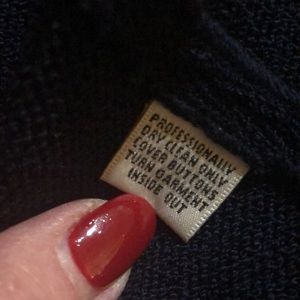 PROFESSIONALLY
DRY CLEAN ONLY
COVER BUTTONS
TURN GARMENT
INSIDE OUT